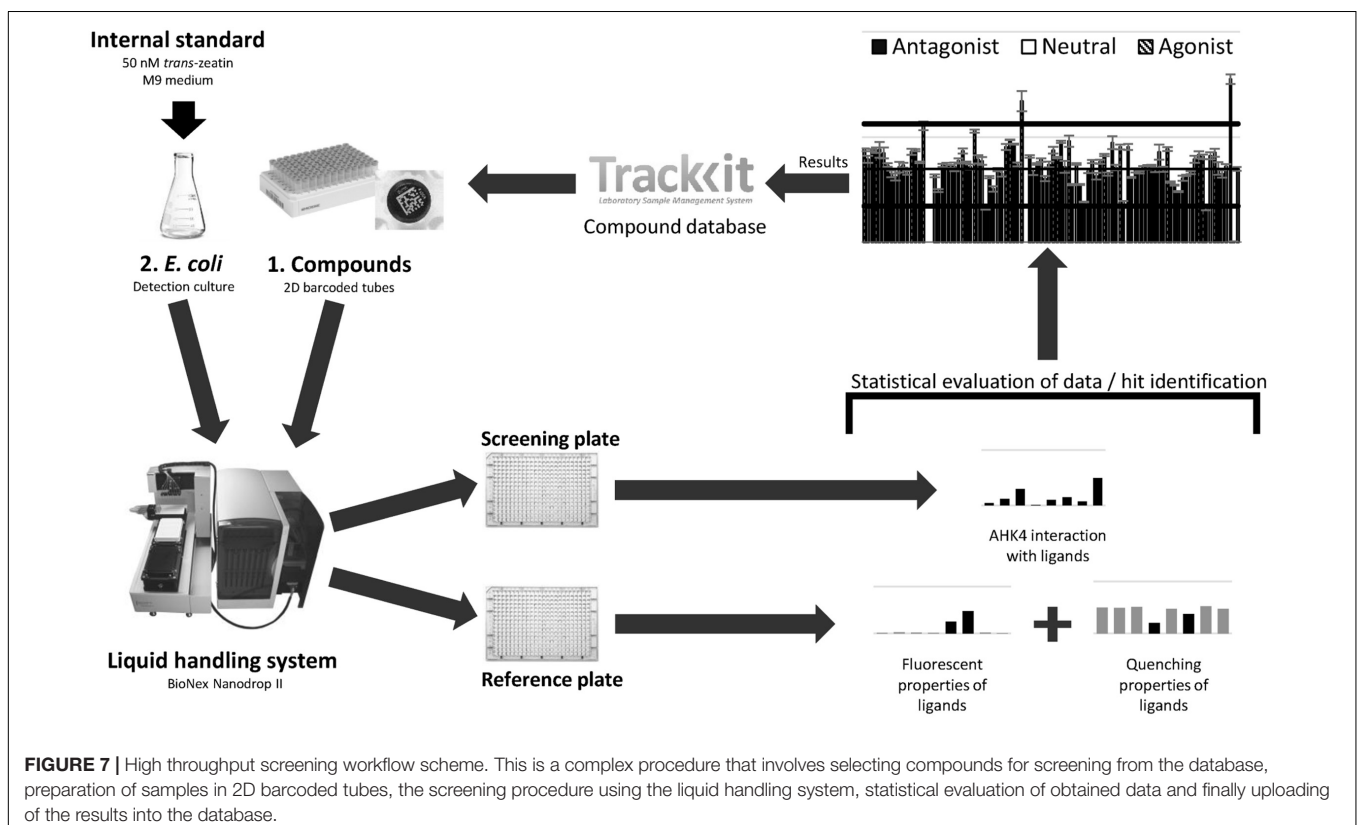 Internal standard
50 nM trans-zeatin
M9 medium
■ Antagonist □ Neutral ▧ Agonist
Results
Trackkit
Laboratory Sample Management System
Compound database
2. E. coli
Detection culture
1. Compounds
2D barcoded tubes
Statistical evaluation of data / hit identification
Screening plate
AHK4 interaction
with ligands
Liquid handling system
BioNex Nanodrop II
Reference plate
Fluorescent
properties of
ligands
Quenching
properties of
ligands
FIGURE 7 | High throughput screening workflow scheme. This is a complex procedure that involves selecting compounds for screening from the database,
preparation of samples in 2D barcoded tubes, the screening procedure using the liquid handling system, statistical evaluation of obtained data and finally uploading
of the results into the database.